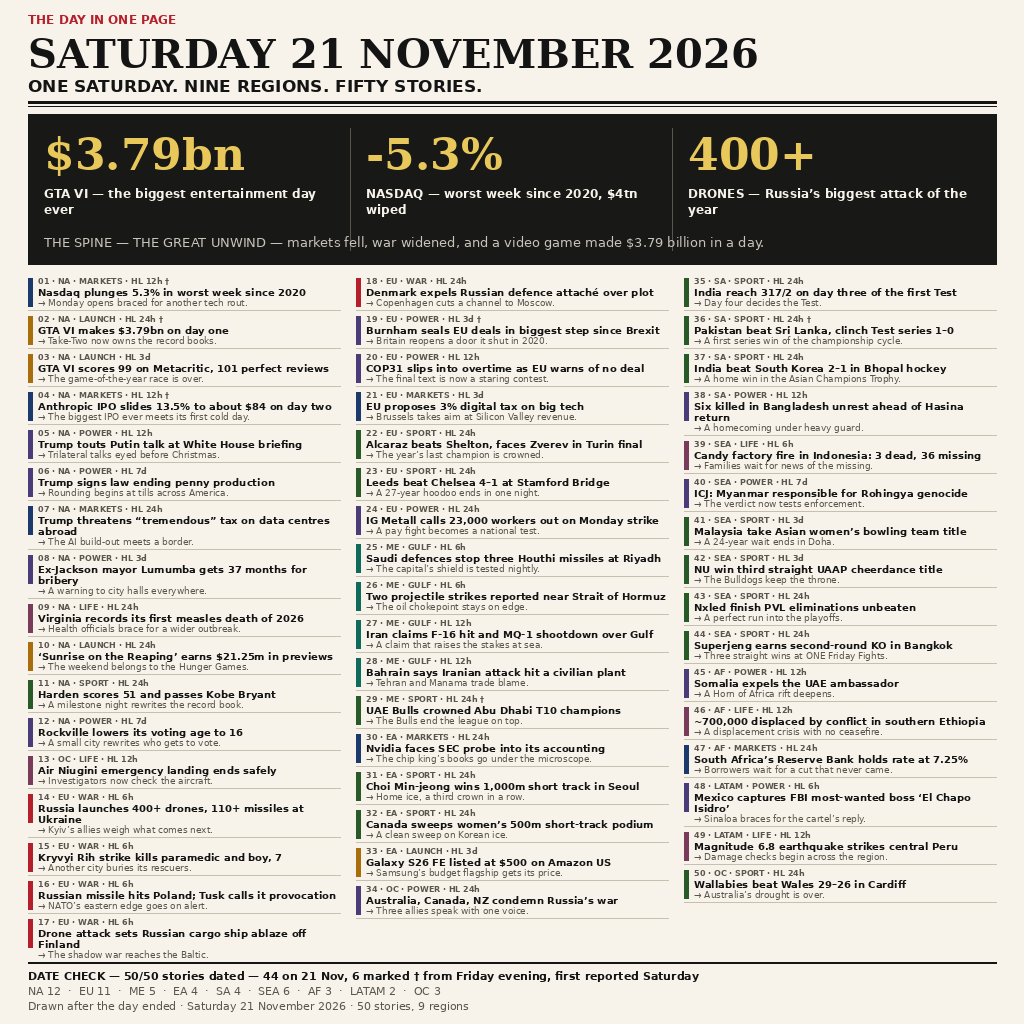 THE DAY IN ONE PAGE
SATURDAY 21 NOVEMBER 2026
ONE SATURDAY. NINE REGIONS. FIFTY STORIES.
$3.79bn
GTA VI — the biggest entertainment day
ever
-5.3%
NASDAQ — worst week since 2020, $4tn
wiped
400+
DRONES — Russia’s biggest attack of the
year
THE SPINE — THE GREAT UNWIND — markets fell, war widened, and a video game made $3.79 billion in a day.
01 · NA · MARKETS · HL 12h †
Nasdaq plunges 5.3% in worst week since 2020
→ Monday opens braced for another tech rout.
02 · NA · LAUNCH · HL 24h †
GTA VI makes $3.79bn on day one
→ Take-Two now owns the record books.
03 · NA · LAUNCH · HL 3d
GTA VI scores 99 on Metacritic, 101 perfect reviews
→ The game-of-the-year race is over.
04 · NA · MARKETS · HL 12h †
Anthropic IPO slides 13.5% to about $84 on day two
→ The biggest IPO ever meets its first cold day.
05 · NA · POWER · HL 12h
Trump touts Putin talk at White House briefing
→ Trilateral talks eyed before Christmas.
06 · NA · POWER · HL 7d
Trump signs law ending penny production
→ Rounding begins at tills across America.
07 · NA · MARKETS · HL 24h
Trump threatens “tremendous” tax on data centres
abroad
→ The AI build-out meets a border.
08 · NA · POWER · HL 3d
Ex-Jackson mayor Lumumba gets 37 months for
bribery
→ A warning to city halls everywhere.
09 · NA · LIFE · HL 24h
Virginia records its first measles death of 2026
→ Health officials brace for a wider outbreak.
10 · NA · LAUNCH · HL 24h
‘Sunrise on the Reaping’ earns $21.25m in previews
→ The weekend belongs to the Hunger Games.
11 · NA · SPORT · HL 24h
Harden scores 51 and passes Kobe Bryant
→ A milestone night rewrites the record book.
12 · NA · POWER · HL 7d
Rockville lowers its voting age to 16
→ A small city rewrites who gets to vote.
13 · OC · LIFE · HL 12h
Air Niugini emergency landing ends safely
→ Investigators now check the aircraft.
14 · EU · WAR · HL 6h
Russia launches 400+ drones, 110+ missiles at
Ukraine
→ Kyiv’s allies weigh what comes next.
15 · EU · WAR · HL 6h
Kryvyi Rih strike kills paramedic and boy, 7
→ Another city buries its rescuers.
16 · EU · WAR · HL 6h
Russian missile hits Poland; Tusk calls it provocation
→ NATO’s eastern edge goes on alert.
17 · EU · WAR · HL 6h
Drone attack sets Russian cargo ship ablaze off
Finland
→ The shadow war reaches the Baltic.
18 · EU · WAR · HL 24h
Denmark expels Russian defence attaché over plot
→ Copenhagen cuts a channel to Moscow.
19 · EU · POWER · HL 3d †
Burnham seals EU deals in biggest step since Brexit
→ Britain reopens a door it shut in 2020.
20 · EU · POWER · HL 12h
COP31 slips into overtime as EU warns of no deal
→ The final text is now a staring contest.
21 · EU · MARKETS · HL 3d
EU proposes 3% digital tax on big tech
→ Brussels takes aim at Silicon Valley revenue.
22 · EU · SPORT · HL 24h
Alcaraz beats Shelton, faces Zverev in Turin final
→ The year’s last champion is crowned.
23 · EU · SPORT · HL 24h
Leeds beat Chelsea 4–1 at Stamford Bridge
→ A 27-year hoodoo ends in one night.
24 · EU · POWER · HL 24h
IG Metall calls 23,000 workers out on Monday strike
→ A pay fight becomes a national test.
25 · ME · GULF · HL 6h
Saudi defences stop three Houthi missiles at Riyadh
→ The capital’s shield is tested nightly.
26 · ME · GULF · HL 6h
Two projectile strikes reported near Strait of Hormuz
→ The oil chokepoint stays on edge.
27 · ME · GULF · HL 12h
Iran claims F-16 hit and MQ-1 shootdown over Gulf
→ A claim that raises the stakes at sea.
28 · ME · GULF · HL 12h
Bahrain says Iranian attack hit a civilian plant
→ Tehran and Manama trade blame.
29 · ME · SPORT · HL 24h †
UAE Bulls crowned Abu Dhabi T10 champions
→ The Bulls end the league on top.
30 · EA · MARKETS · HL 24h
Nvidia faces SEC probe into its accounting
→ The chip king’s books go under the microscope.
31 · EA · SPORT · HL 24h
Choi Min-jeong wins 1,000m short track in Seoul
→ Home ice, a third crown in a row.
32 · EA · SPORT · HL 24h
Canada sweeps women’s 500m short-track podium
→ A clean sweep on Korean ice.
33 · EA · LAUNCH · HL 3d
Galaxy S26 FE listed at $500 on Amazon US
→ Samsung’s budget flagship gets its price.
34 · OC · POWER · HL 24h
Australia, Canada, NZ condemn Russia’s war
→ Three allies speak with one voice.
35 · SA · SPORT · HL 24h
India reach 317/2 on day three of the first Test
→ Day four decides the Test.
36 · SA · SPORT · HL 24h †
Pakistan beat Sri Lanka, clinch Test series 1–0
→ A first series win of the championship cycle.
37 · SA · SPORT · HL 24h
India beat South Korea 2–1 in Bhopal hockey
→ A home win in the Asian Champions Trophy.
38 · SA · POWER · HL 12h
Six killed in Bangladesh unrest ahead of Hasina
return
→ A homecoming under heavy guard.
39 · SEA · LIFE · HL 6h
Candy factory fire in Indonesia: 3 dead, 36 missing
→ Families wait for news of the missing.
40 · SEA · POWER · HL 7d
ICJ: Myanmar responsible for Rohingya genocide
→ The verdict now tests enforcement.
41 · SEA · SPORT · HL 3d
Malaysia take Asian women’s bowling team title
→ A 24-year wait ends in Doha.
42 · SEA · SPORT · HL 3d
NU win third straight UAAP cheerdance title
→ The Bulldogs keep the throne.
43 · SEA · SPORT · HL 24h
Nxled finish PVL eliminations unbeaten
→ A perfect run into the playoffs.
44 · SEA · SPORT · HL 24h
Superjeng earns second-round KO in Bangkok
→ Three straight wins at ONE Friday Fights.
45 · AF · POWER · HL 12h
Somalia expels the UAE ambassador
→ A Horn of Africa rift deepens.
46 · AF · LIFE · HL 12h
~700,000 displaced by conflict in southern Ethiopia
→ A displacement crisis with no ceasefire.
47 · AF · MARKETS · HL 24h
South Africa’s Reserve Bank holds rate at 7.25%
→ Borrowers wait for a cut that never came.
48 · LATAM · POWER · HL 6h
Mexico captures FBI most-wanted boss ‘El Chapo
Isidro’
→ Sinaloa braces for the cartel’s reply.
49 · LATAM · LIFE · HL 12h
Magnitude 6.8 earthquake strikes central Peru
→ Damage checks begin across the region.
50 · OC · SPORT · HL 24h
Wallabies beat Wales 29–26 in Cardiff
→ Australia’s drought is over.
DATE CHECK — 50/50 stories dated — 44 on 21 Nov, 6 marked † from Friday evening, first reported Saturday
NA 12 · EU 11 · ME 5 · EA 4 · SA 4 · SEA 6 · AF 3 · LATAM 2 · OC 3
Drawn after the day ended · Saturday 21 November 2026 · 50 stories, 9 regions